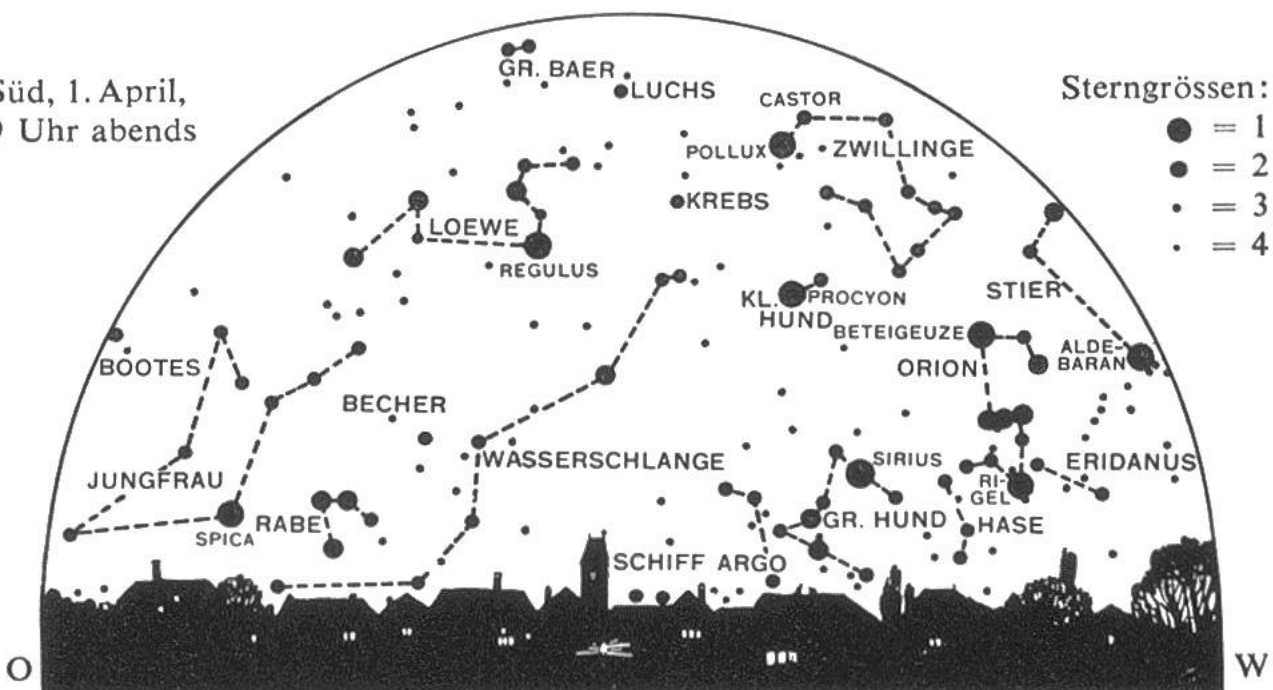 Süd, 1. April,
Uhr abends
Sterngrössen:
= 1
= 2
= 3
= 4
GR. BAER
LUCHS
CASTOR
POLLUX
ZWILLINGE
KREBS
LOEWE
REGULUS
KL. HUND
PROCYON
STIER
BETEIGEUZE
ORION
ALDE-
BARAN
BOOTES
BECHER
WASSERSCHLANGE
SIRIUS
ERIDANUS
JUNGFRAU
RI-
GEL
SPICA
RABE
GR. HUND
HASE
SCHIFF ARGO
O
W